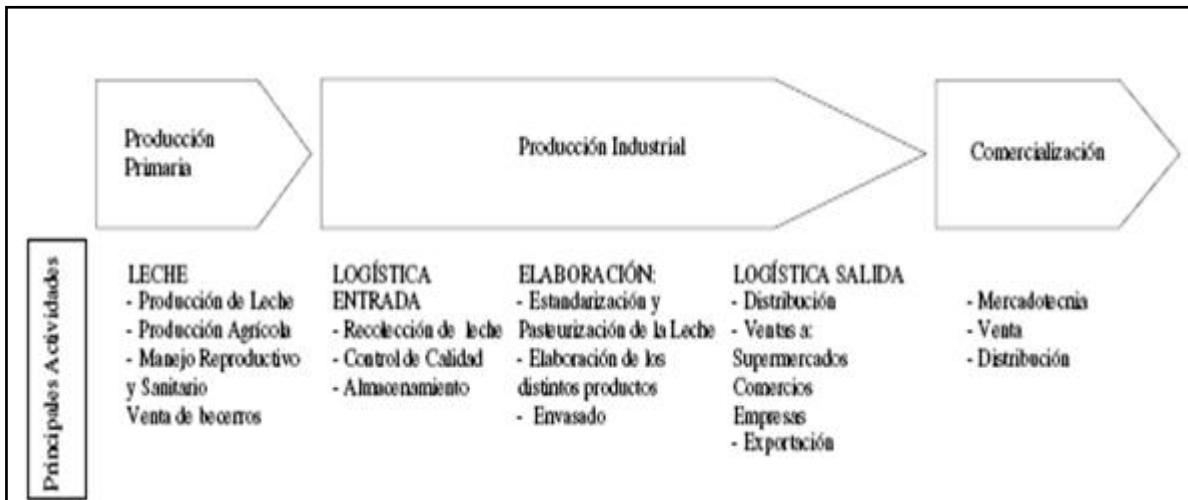 Producción
Primaria
Producción Industrial
Comercialización
Principales Actividades
LECHE
- Producción de Leche
- Producción Agrícola
- Manejo Reproductivo
y Sanitario
Venta de becerros
LOGÍSTICA
ENTRADA
- Recolección de leche
- Control de Calidad
- Almacenamiento
ELABORACIÓN:
- Estandarización y
Pasteurización de la Leche
- Elaboración de los
distintos productos
- Envasado
LOGÍSTICA SALIDA
- Distribución
- Ventas a:
Supermercados
Comercios
Empresas
- Exportación
- Mercadotecnia
- Venta
- Distribución